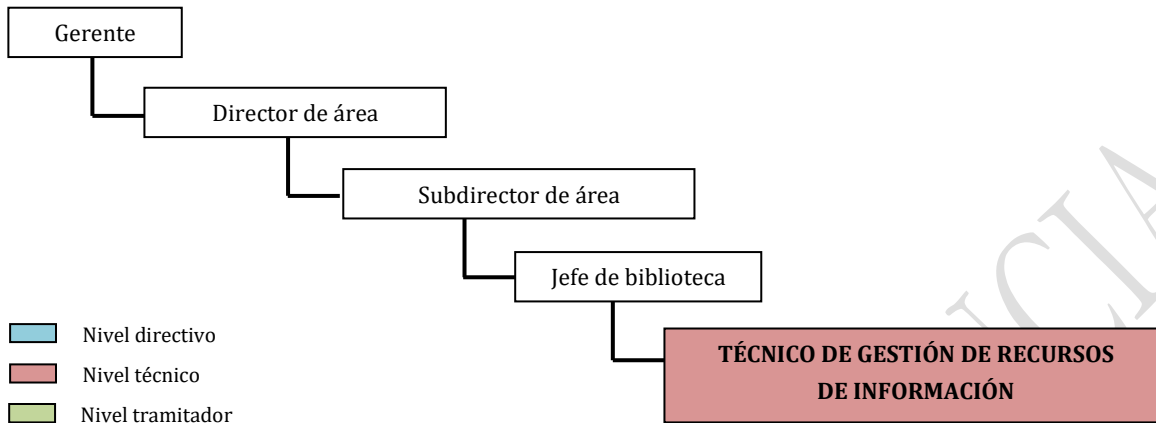 Gerente
Director de área
Subdirector de área
Jefe de biblioteca
TÉCNICO DE GESTIÓN DE RECURSOS
DE INFORMACIÓN
Nivel directivo
Nivel técnico
Nivel tramitador